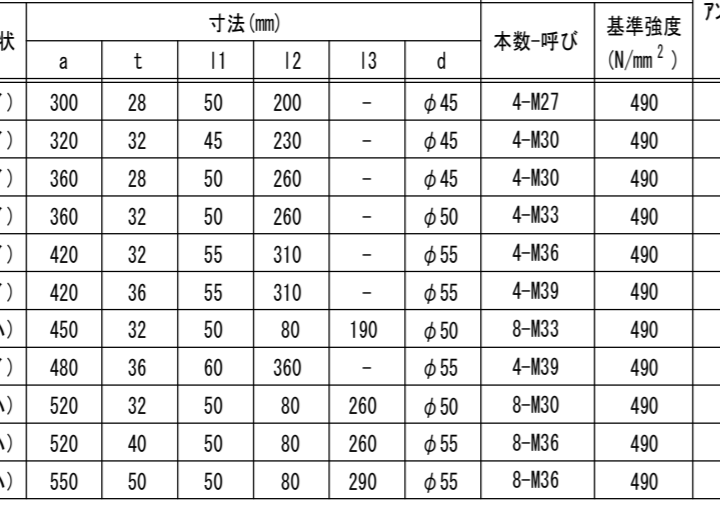 状 寸法(mm) 本数-呼び 基準強度 ｱﾝ
a t l1 l2 l3 d (N/mm²)
) 300 28 50 200 - φ45 4-M27 490
) 320 32 45 230 - φ45 4-M30 490
) 360 28 50 260 - φ45 4-M30 490
) 360 32 50 260 - φ50 4-M33 490
) 420 32 55 310 - φ55 4-M36 490
) 420 36 55 310 - φ55 4-M39 490
) 450 32 50 80 190 φ50 8-M33 490
) 480 36 60 360 - φ55 4-M39 490
) 520 32 50 80 260 φ50 8-M30 490
) 520 40 50 80 260 φ55 8-M36 490
) 550 50 50 80 290 φ55 8-M36 490